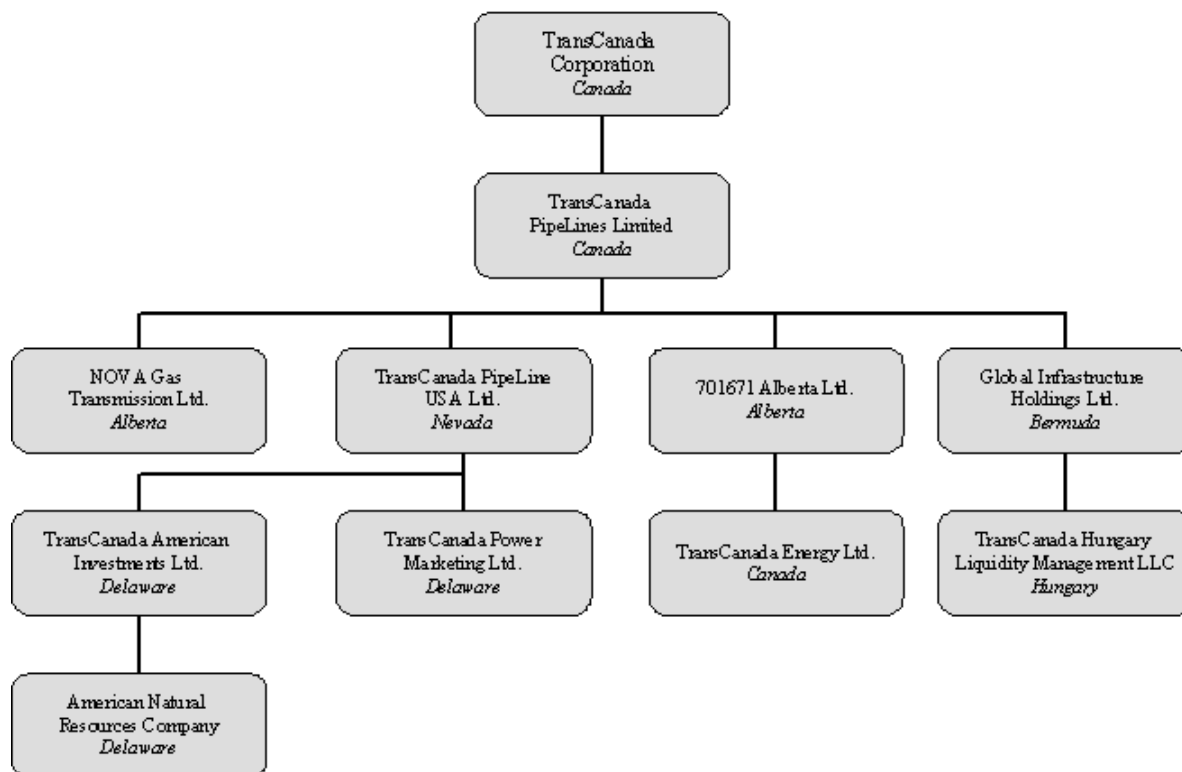 TransCanada
Corporation
Canada
TransCanada
PipeLines Limited
Canada
NOVA Gas
Transmission Ltd.
Alberta
TransCanada PipeLine
USA Ltd.
Nevada
701671 Alberta Ltd.
Alberta
Global Infrastructure
Holdings Ltd.
Bermuda
TransCanada American
Investments Ltd.
Delaware
TransCanada Power
Marketing Ltd.
Delaware
TransCanada Energy Ltd.
Canada
TransCanada Hungary
Liquidity Management LLC
Hungary
American Natural
Resources Company
Delaware